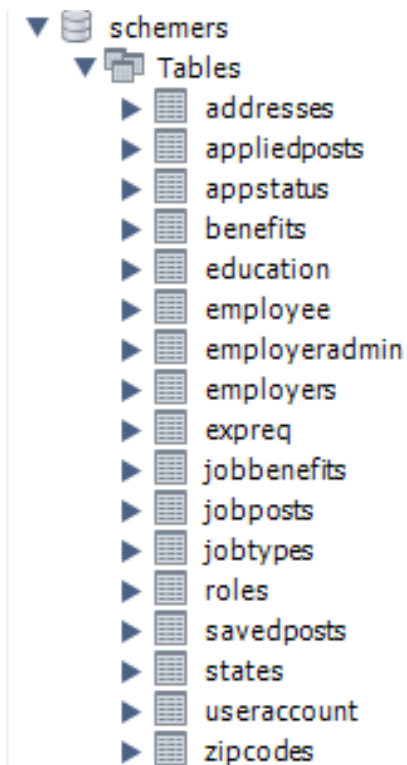 schemers
Tables
addresses
appliedposts
appstatus
benefits
education
employee
employeradmin
employers
expreq
jobbenefits
jobposts
jobtypes
roles
savedposts
states
useraccount
zipcodes